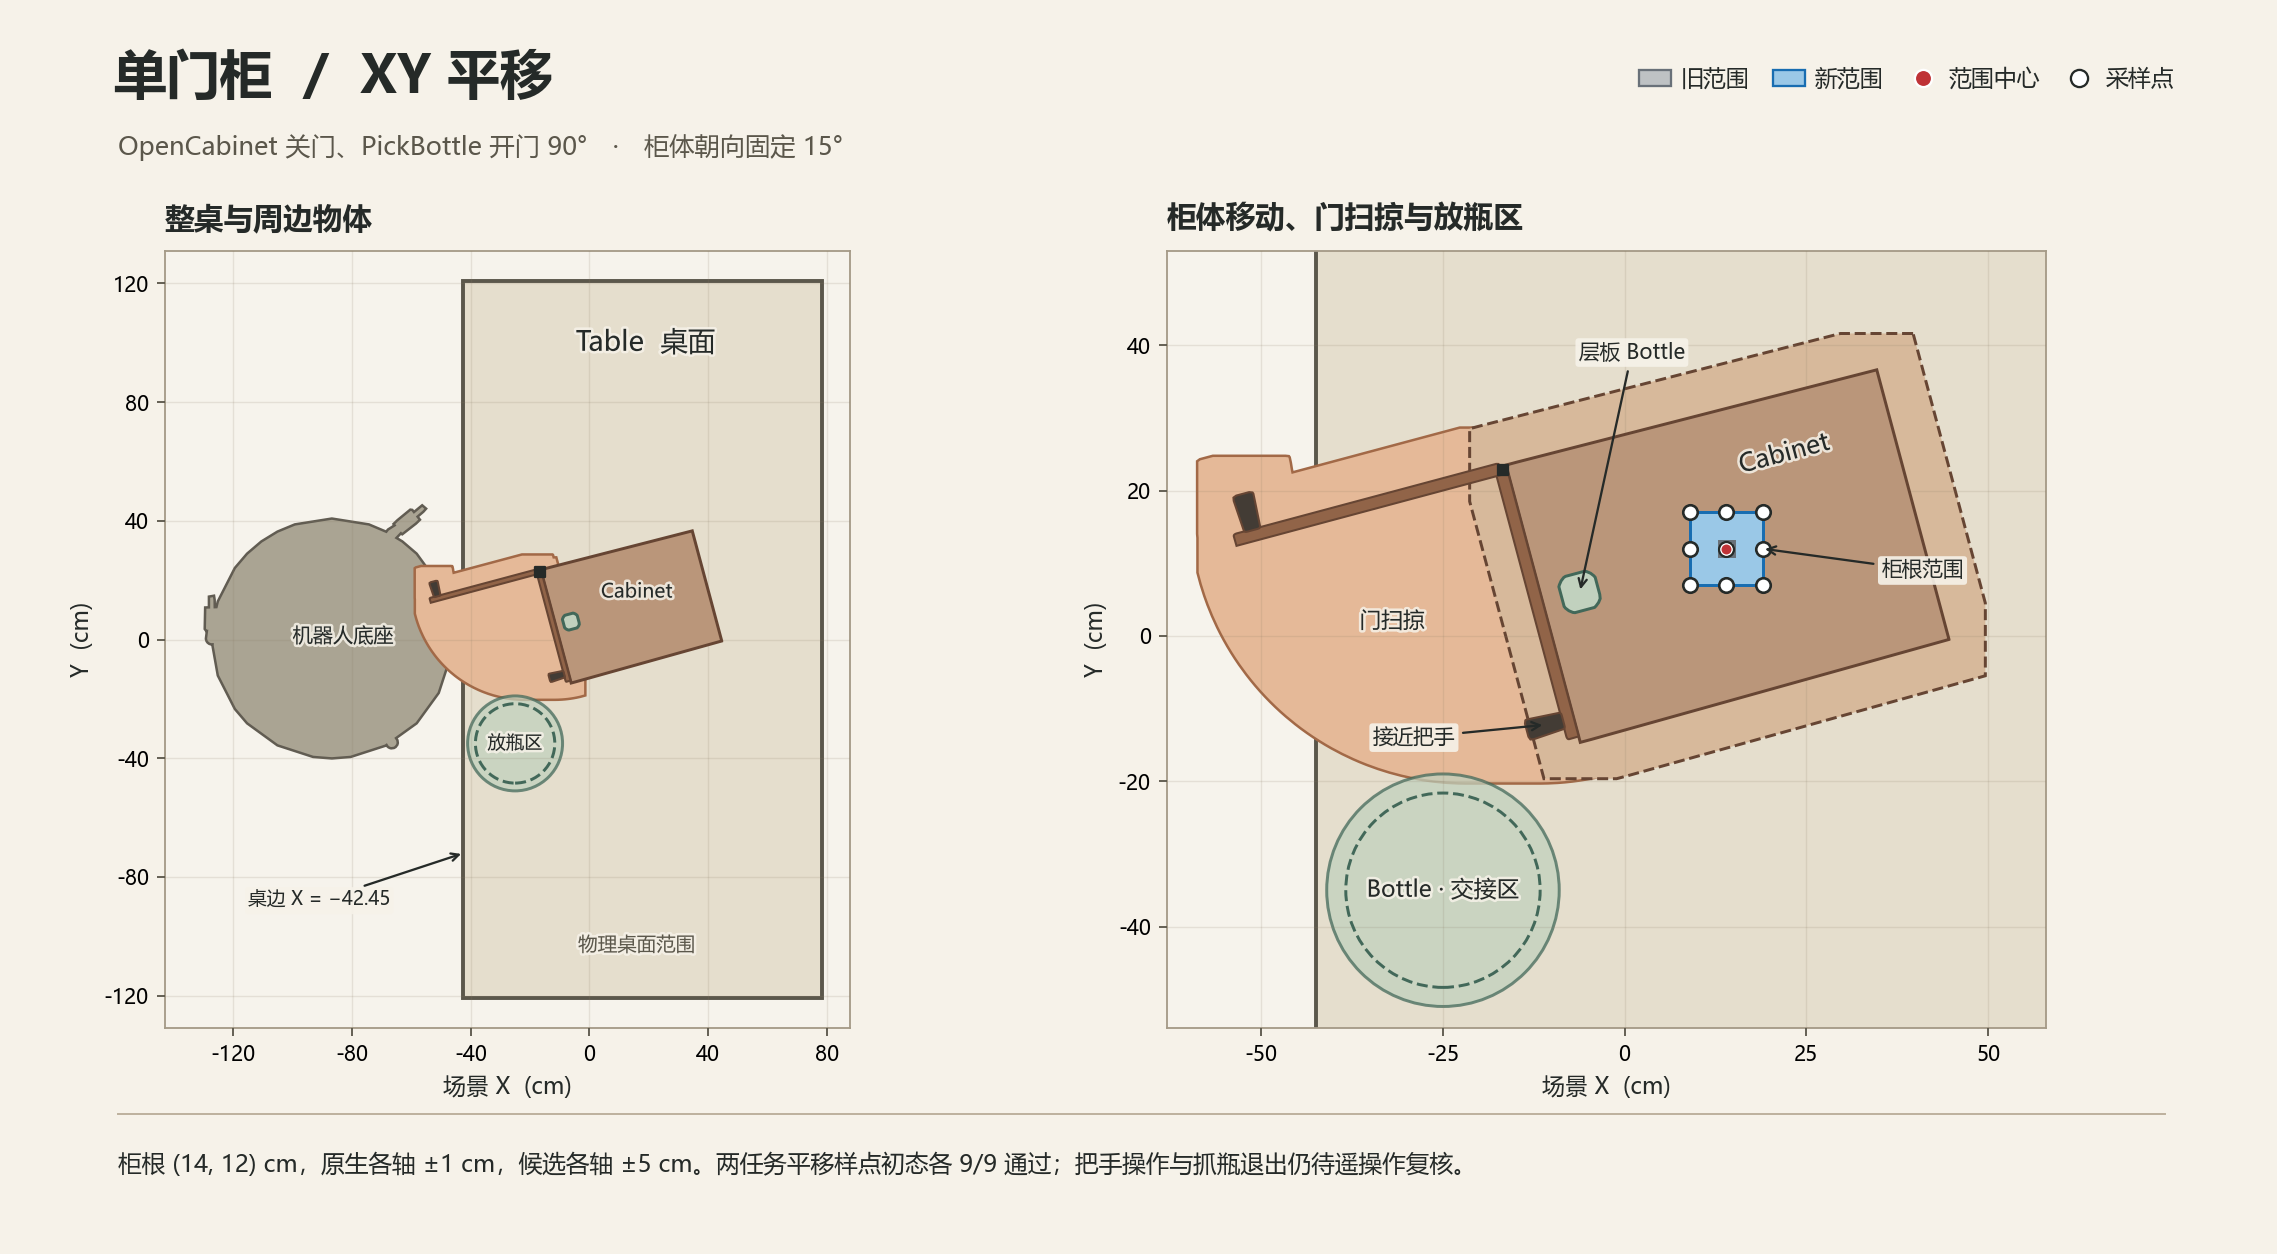 单门柜 / XY 平移
旧范围 新范围 范围中心 采样点
OpenCabinet 关门、PickBottle 开门 90° · 柜体朝向固定 15°
整桌与周边物体
120
80
40
0
-40
-80
-120
Y (cm)
Table 桌面
Cabinet
机器人底座
放瓶区
桌边 X = −42.45
物理桌面范围
-120 -80 -40 0 40 80
场景 X (cm)
柜体移动、门扫掠与放瓶区
40
20
0
-20
-40
Y (cm)
层板 Bottle
Cabinet
柜根范围
门扫掠
接近把手
Bottle · 交接区
-50 -25 0 25 50
场景 X (cm)
柜根 (14, 12) cm，原生各轴 ±1 cm，候选各轴 ±5 cm。两任务平移样点初态各 9/9 通过；把手操作与抓瓶退出仍待遥操作复核。